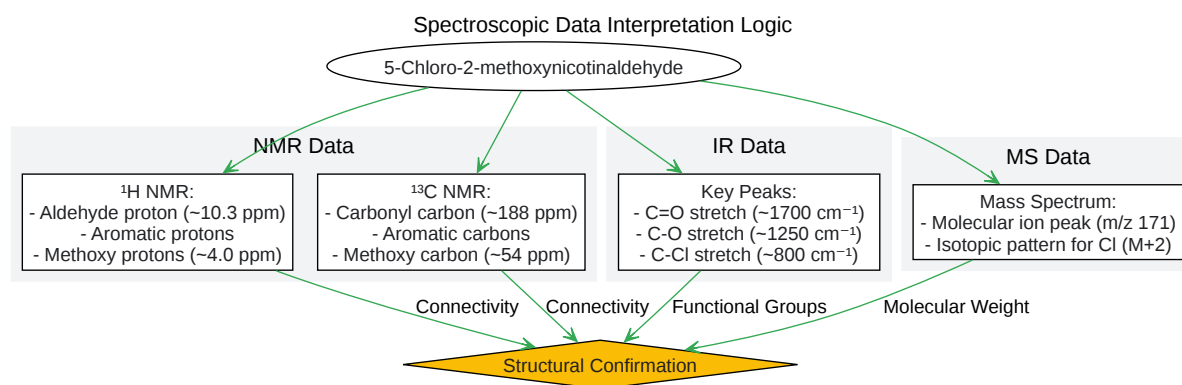 Spectroscopic Data Interpretation Logic
5-Chloro-2-methoxynicotinaldehyde
NMR Data
IR Data
MS Data
¹H NMR:
- Aldehyde proton (~10.3 ppm)
- Aromatic protons
- Methoxy protons (~4.0 ppm)
¹³C NMR:
- Carbonyl carbon (~188 ppm)
- Aromatic carbons
- Methoxy carbon (~54 ppm)
Key Peaks:
- C=O stretch (~1700 cm⁻¹)
- C-O stretch (~1250 cm⁻¹)
- C-Cl stretch (~800 cm⁻¹)
Mass Spectrum:
- Molecular ion peak (m/z 171)
- Isotopic pattern for Cl (M+2)
Connectivity
Connectivity
Functional Groups
Molecular Weight
Structural Confirmation